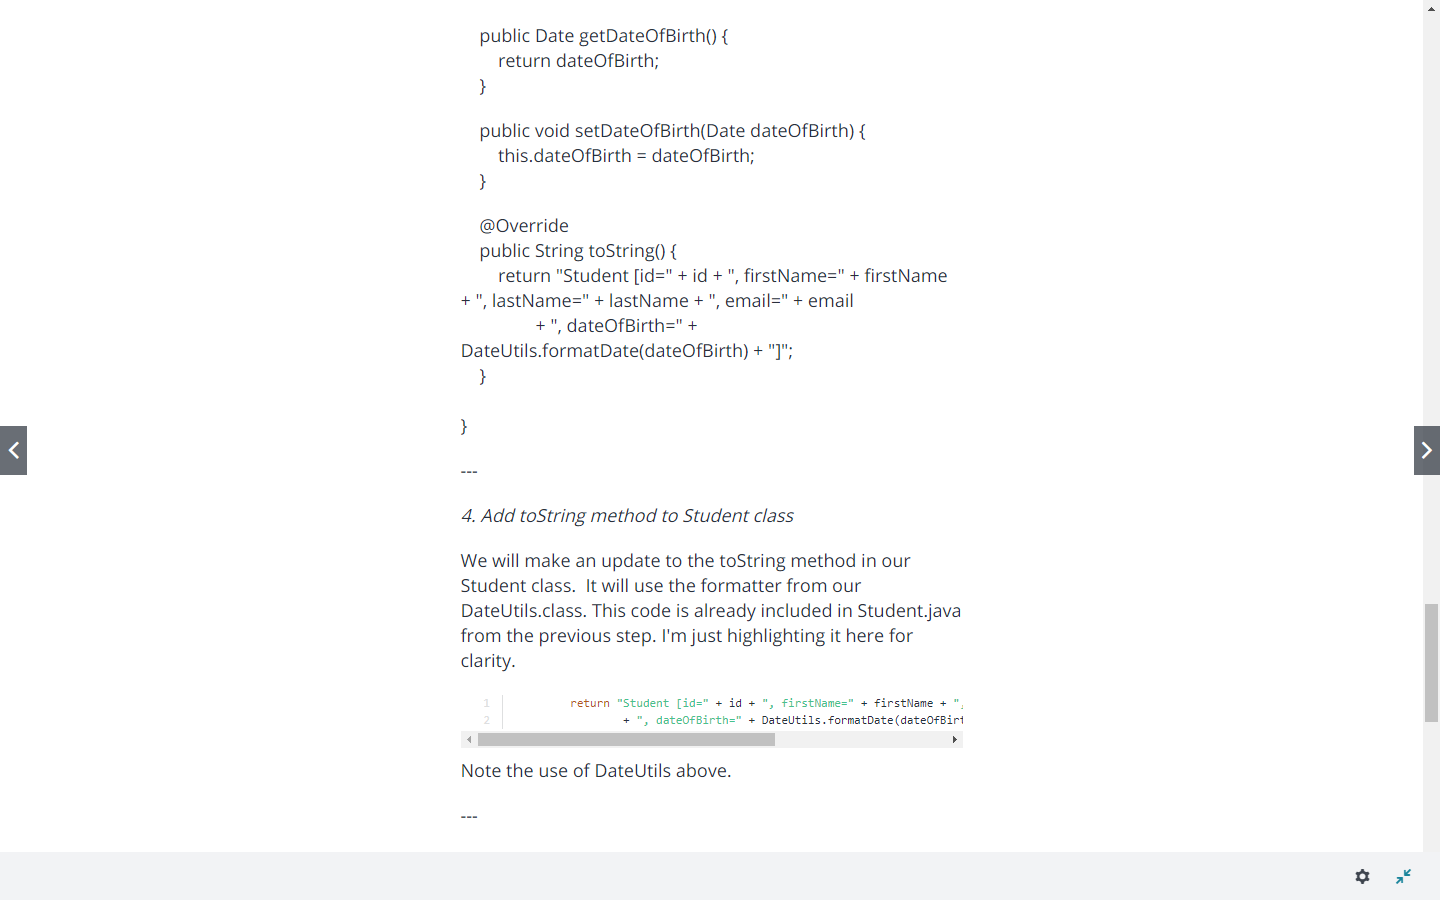 public Date getDateOfBirth() {
return dateOfBirth;
}
public void setDateOfBirth(Date dateOfBirth) {
this.dateOfBirth = dateOfBirth;
}
@Override
public String toString() {
return "Student [id=" + id + ", firstName=" + firstName
+ ", lastName=" + lastName + ", email=" + email
+ ", dateOfBirth=" +
DateUtils.formatDate(dateOfBirth) + "]";
}
}
---
4. Add toString method to Student class
We will make an update to the toString method in our
Student class.  It will use the formatter from our
DateUtils.class. This code is already included in Student.java
from the previous step. I'm just highlighting it here for
clarity.
1 return "Student [id=" + id + ", firstName=" + firstName + ",
2 + ", dateOfBirth=" + DateUtils.formatDate(dateOfBirt
Note the use of DateUtils above.
---